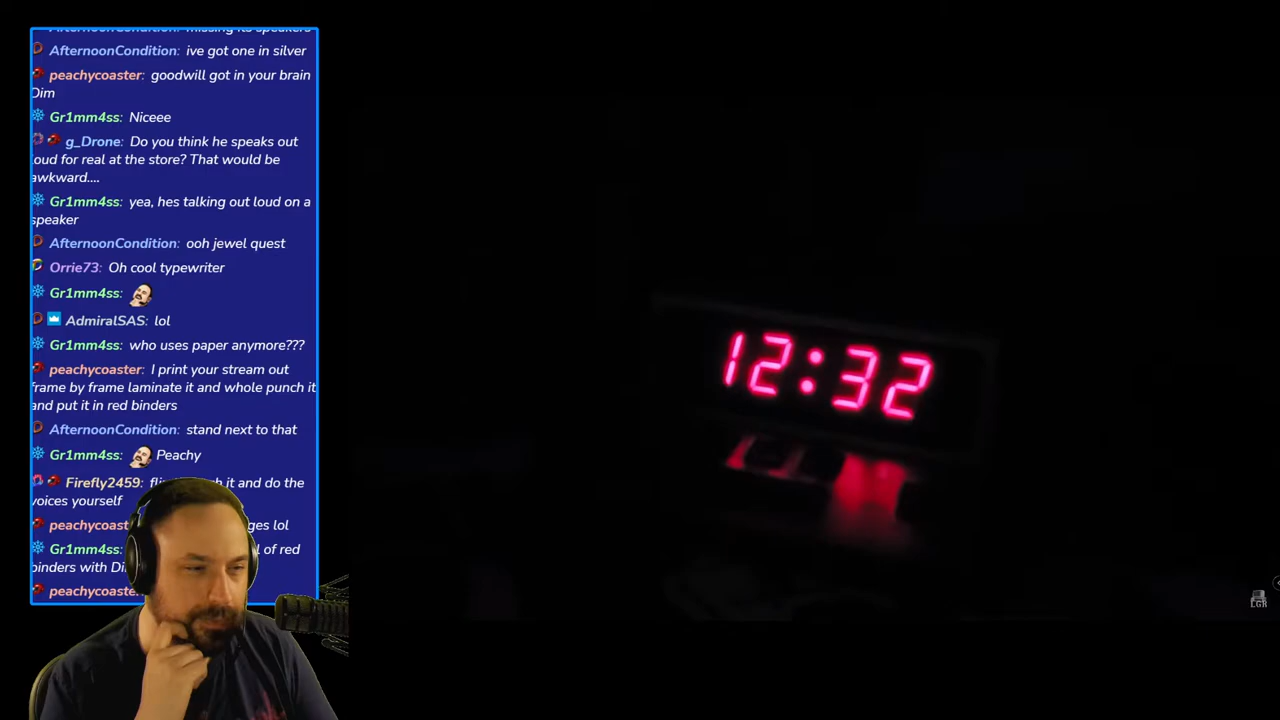 missing its speakers
AfternoonCondition: ive got one in silver
peachycoaster: goodwill got in your brain
Dim
Gr1mm4ss: Niceee
g_Drone: Do you think he speaks out
loud for real at the store? That would be
awkward....
Gr1mm4ss: yea, hes talking out loud on a
speaker
AfternoonCondition: ooh jewel quest
Orrie73: Oh cool typewriter
Gr1mm4ss:
AdmiralSAS: lol
Gr1mm4ss: who uses paper anymore???
peachycoaster: I print your stream out
frame by frame laminate it and whole punch it
and put it in red binders
AfternoonCondition: stand next to that
Gr1mm4ss: Peachy
Firefly2459: it and do the
voices yourself
lol
Gr1mm4ss: of red
binders with
12:32
LGR